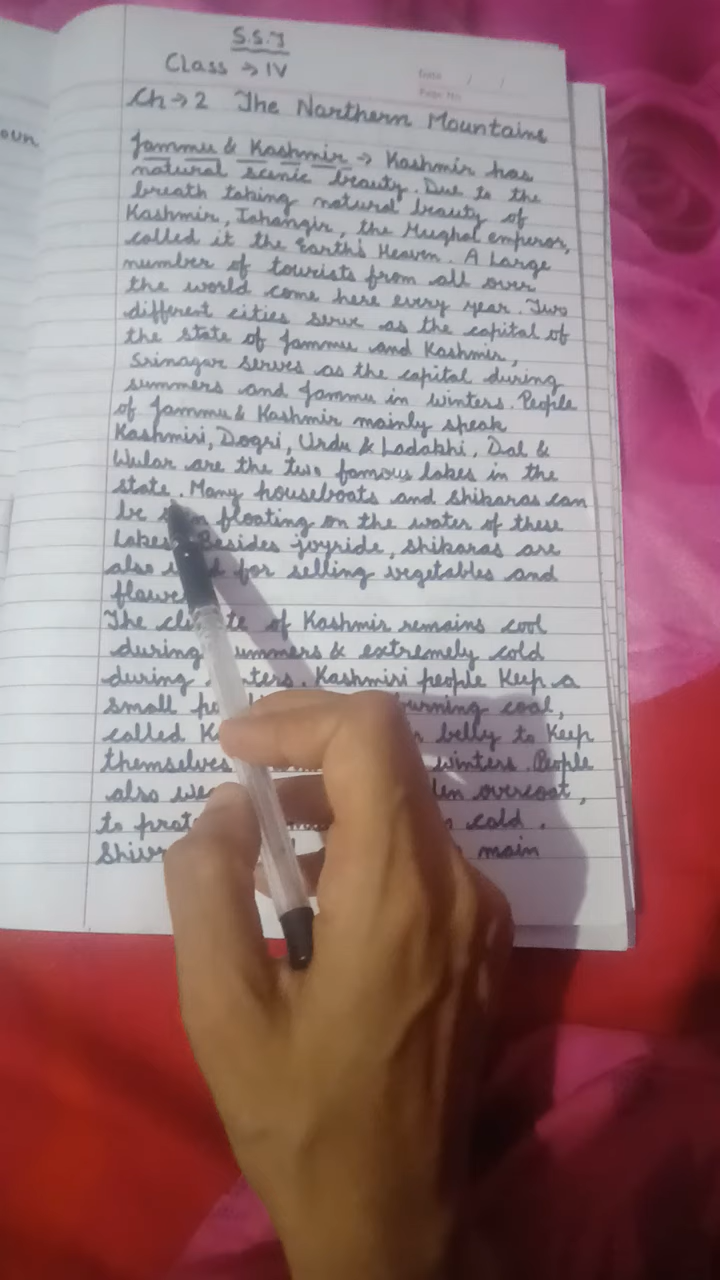 oun
S.S.T
Class → IV
Date / /
Page No.
Ch → 2 The Northern Mountains
Jammu & Kashmir → Kashmir has
natural scenic beauty. Due to the
breath taking natural beauty of
Kashmir, Jahangir, the Mughal emperor,
called it the Earth's Heaven. A Large
number of tourists from all over
the world come here every year. Two
different cities serve as the capital of
the state of Jammu and Kashmir,
Srinagar serves as the capital during
summers and Jammu in winters. People
of Jammu & Kashmir mainly speak
Kashmiri, Dogri, Urdu & Ladakhi, Dal &
Wular are the two famous lakes in the
state. Many houseboats and shikaras can
be floating on the water of these
lakes. Besides joyride, shikaras are
also for selling vegetables and
The of Kashmir remains cool
during summers & extremely cold
during . Kashmiri people Keep a
small burning coal,
called belly to Keep
themselves winters. People
also overcoat,
to cold.
main